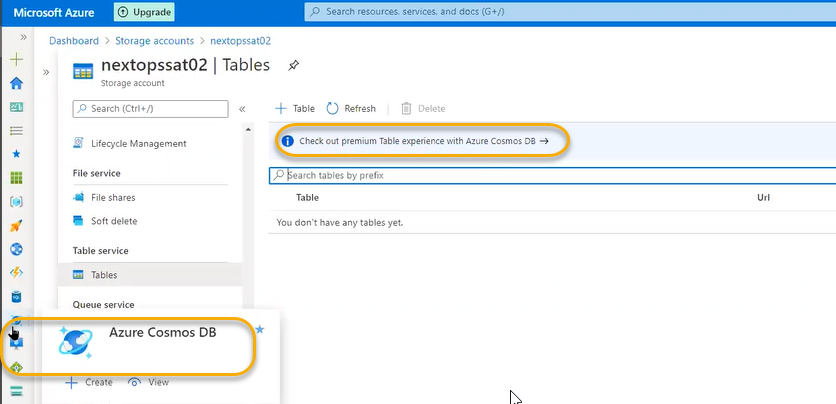 Microsoft Azure
Upgrade
Search resources, services, and docs (G+/)
Dashboard > Storage accounts > nextopssat02
nextopssat02 | Tables
Storage account
Search (Ctrl+/)
Table
Refresh
Delete
Lifecycle Management
Check out premium Table experience with Azure Cosmos DB →
File service
Search tables by prefix
File shares
Table
Url
Soft delete
You don't have any tables yet.
Table service
Tables
Queue service
Azure Cosmos DB
Create
View